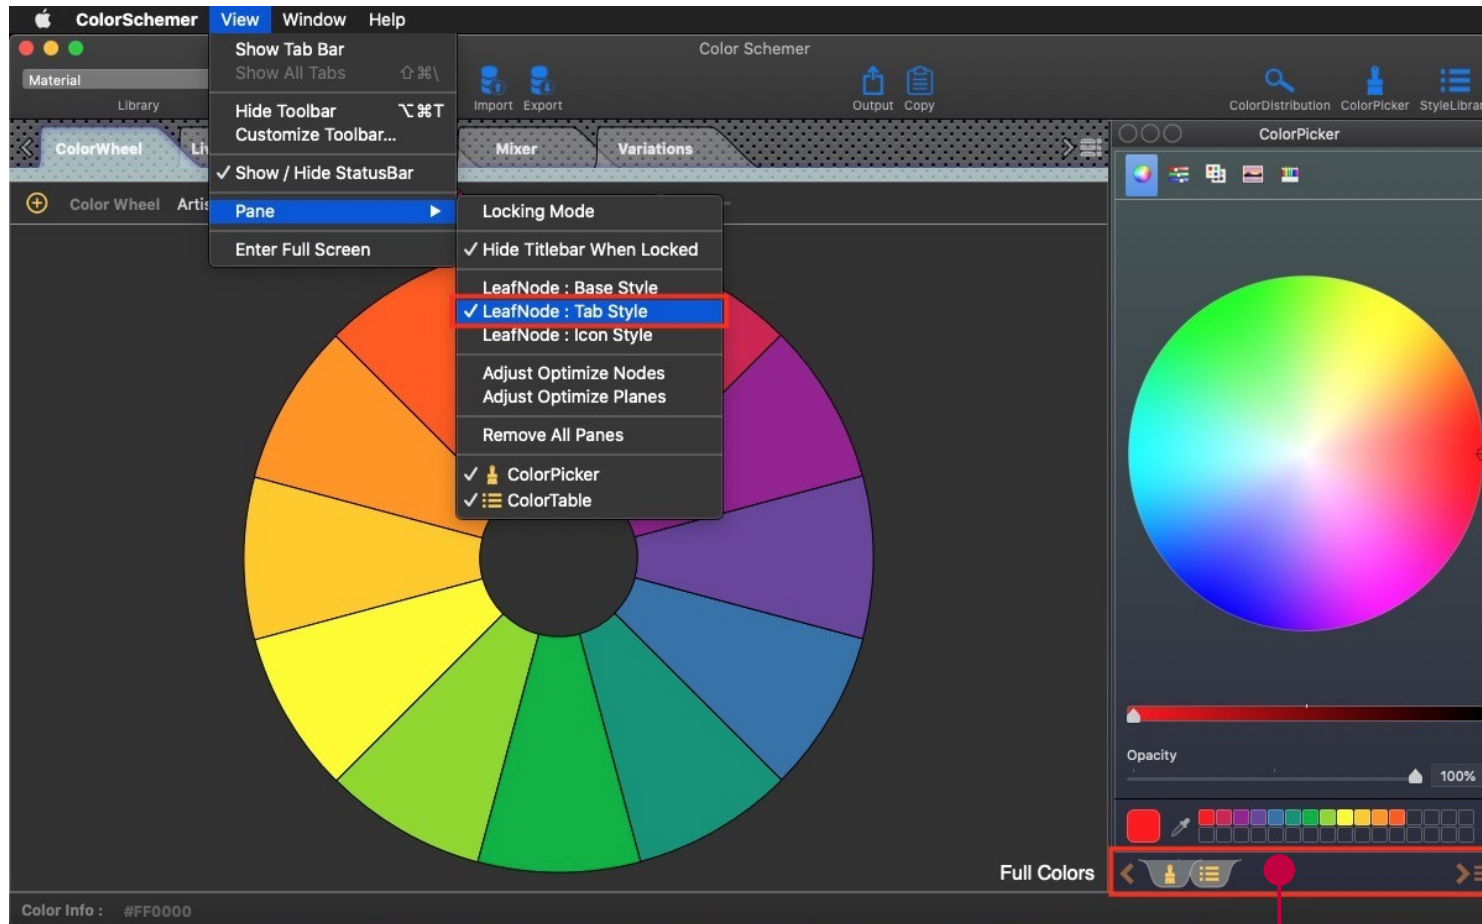 ColorSchemer View Window Help
Color Schemer
Material
Library
Import Export
Output Copy
ColorDistribution ColorPicker StyleLibrar
Show Tab Bar
Show All Tabs ⇧⌘\
Hide Toolbar ⌥⌘T
Customize Toolbar...
✓ Show / Hide StatusBar
Pane ▶
Enter Full Screen
ColorWheel Li Mixer Variations
Color Wheel Artis
Locking Mode
✓ Hide Titlebar When Locked
LeafNode : Base Style
✓ LeafNode : Tab Style
LeafNode : Icon Style
Adjust Optimize Nodes
Adjust Optimize Planes
Remove All Panes
✓ ColorPicker
✓ ColorTable
ColorPicker
Opacity
100%
Full Colors
Color Info : #FF0000